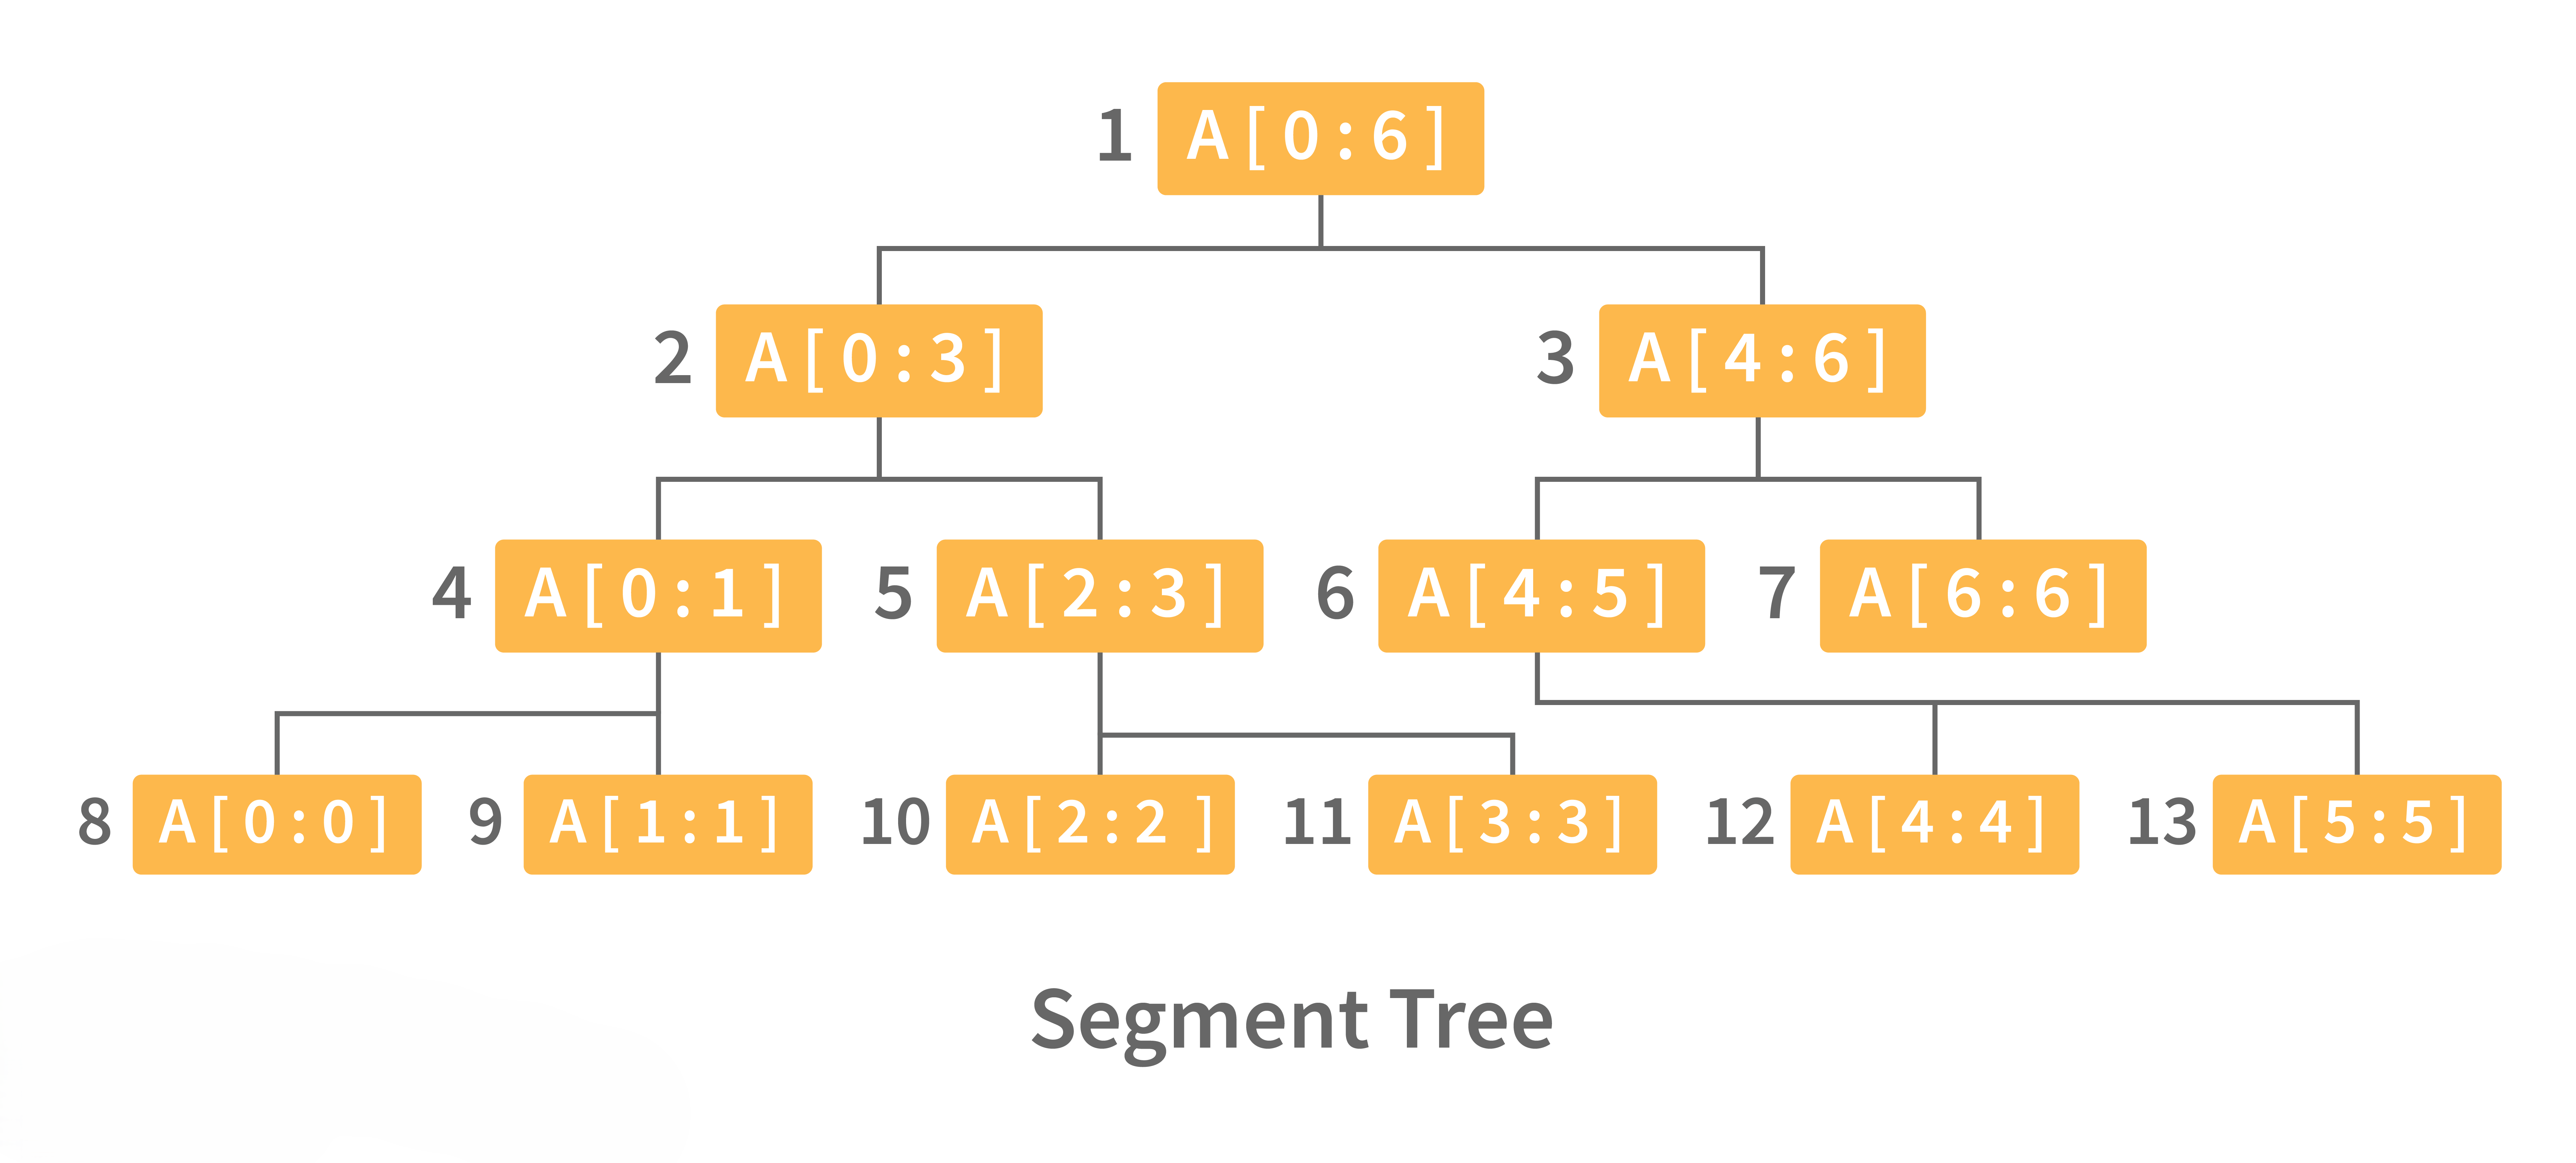 1 A[0:6]
2 A[0:3] 3 A[4:6]
4 A[0:1] 5 A[2:3] 6 A[4:5] 7 A[6:6]
8 A[0:0] 9 A[1:1] 10 A[2:2] 11 A[3:3] 12 A[4:4] 13 A[5:5]
Segment Tree